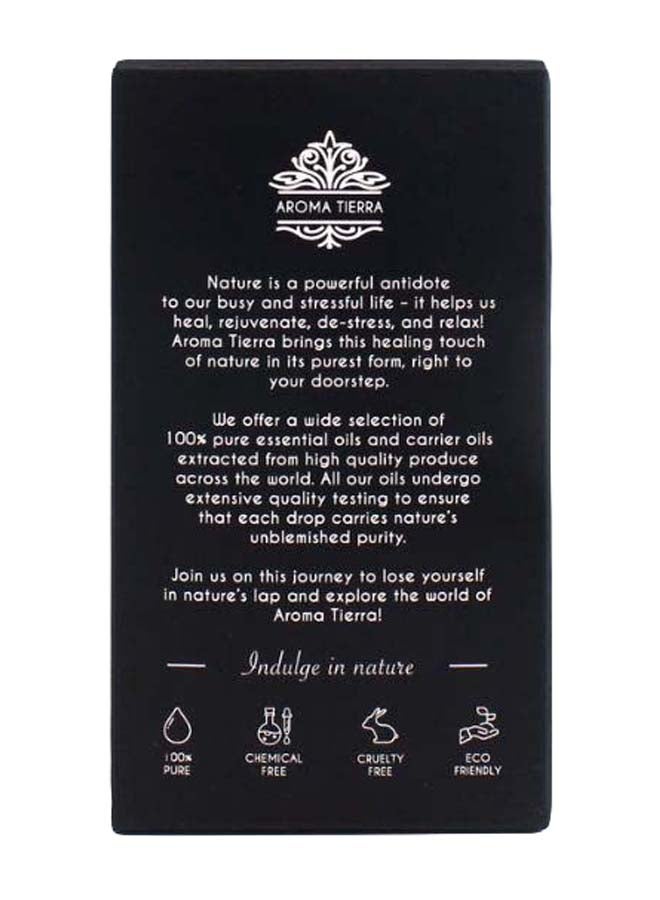 AROMA TIERRA
Nature is a powerful antidote
to our busy and stressful life - it helps us
heal, rejuvenate, de-stress, and relax!
Aroma Tierra brings this healing touch
of nature in its purest form, right to
your doorstep.
We offer a wide selection of
100% pure essential oils and carrier oils
extracted from high quality produce
across the world. All our oils undergo
extensive quality testing to ensure
that each drop carries nature's
unblemished purity.
Join us on this journey to lose yourself
in nature's lap and explore the world of
Aroma Tierra!
Indulge in nature
100%
PURE
CHEMICAL
FREE
CRUELTY
FREE
ECO
FRIENDLY